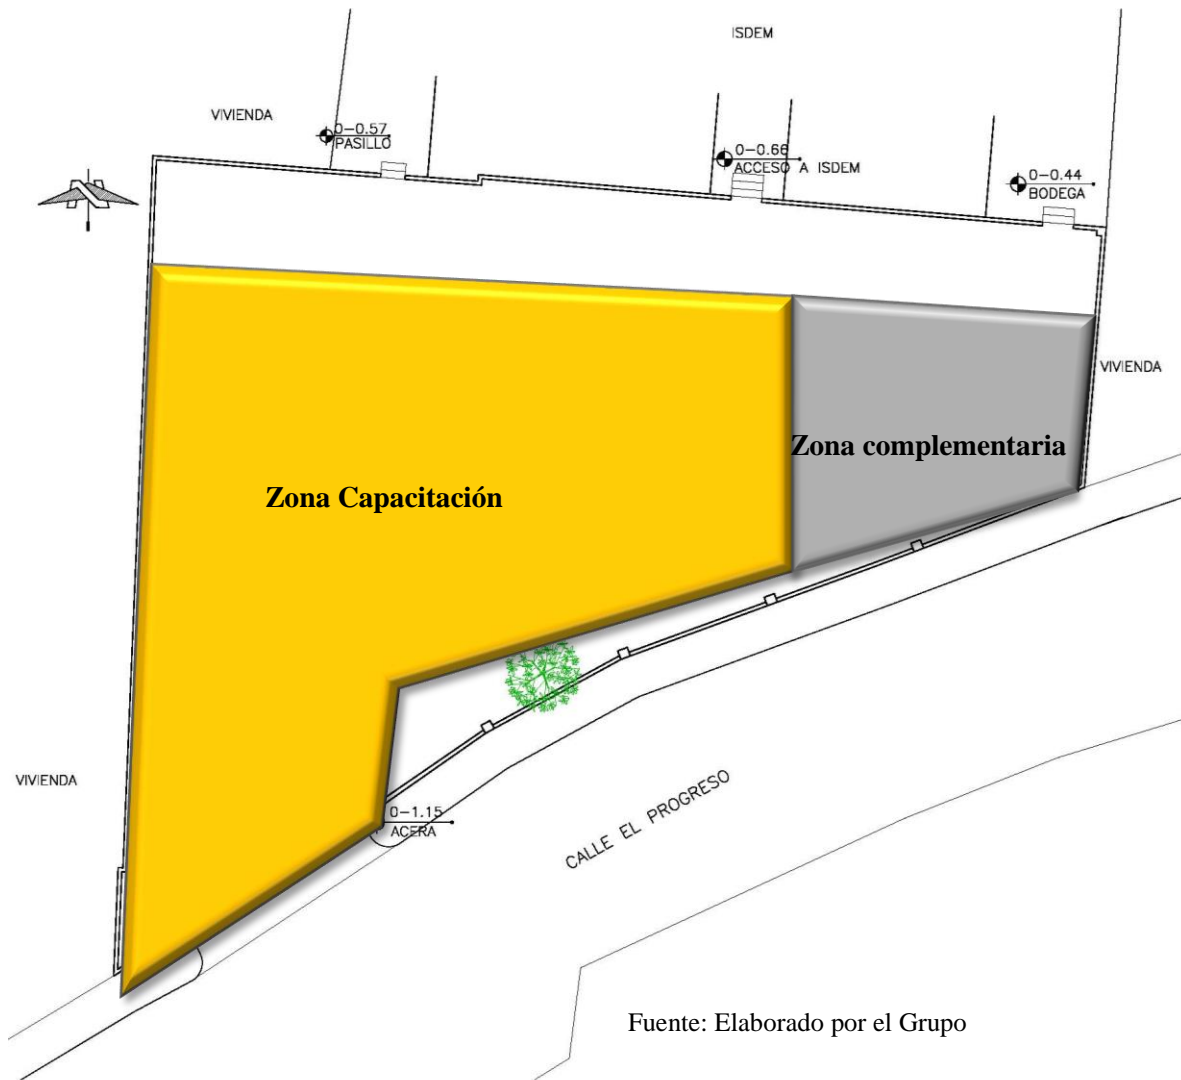 ISDEM
VIVIENDA
0-0.57
PASILLO
0-0.66
ACCESO A ISDEM
0-0.44
BODEGA
VIVIENDA
Zona complementaria
Zona Capacitación
VIVIENDA
0-1.15
ACERA
CALLE EL PROGRESO
Fuente: Elaborado por el Grupo